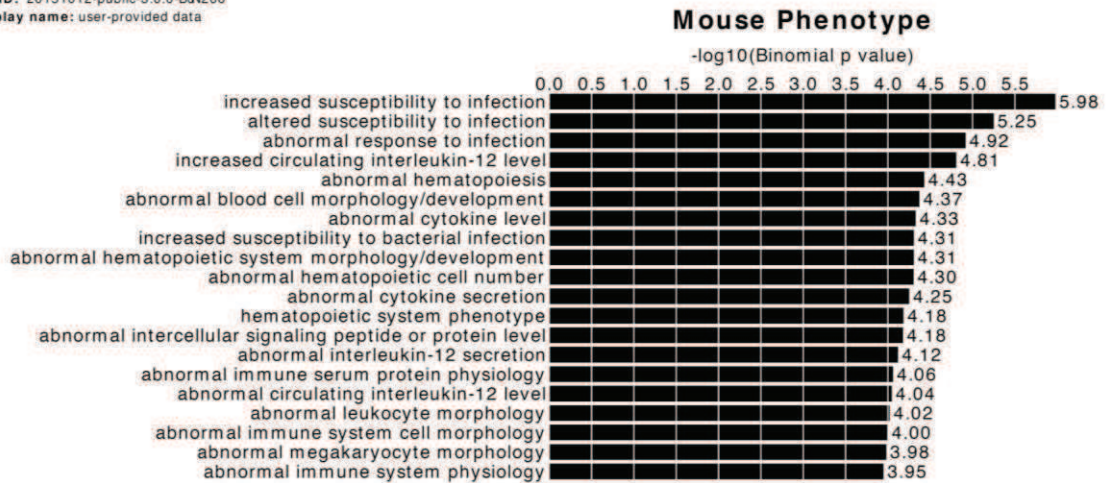 play name: user-provided data
Mouse Phenotype
-log10(Binomial p value)
0.0 0.5 1.0 1.5 2.0 2.5 3.0 3.5 4.0 4.5 5.0 5.5
increased susceptibility to infection 5.98
altered susceptibility to infection 5.25
abnormal response to infection 4.92
increased circulating interleukin-12 level 4.81
abnormal hematopoiesis 4.43
abnormal blood cell morphology/development 4.37
abnormal cytokine level 4.33
increased susceptibility to bacterial infection 4.31
abnormal hematopoietic system morphology/development 4.31
abnormal hematopoietic cell number 4.30
abnormal cytokine secretion 4.25
hematopoietic system phenotype 4.18
abnormal intercellular signaling peptide or protein level 4.18
abnormal interleukin-12 secretion 4.12
abnormal immune serum protein physiology 4.06
abnormal circulating interleukin-12 level 4.04
abnormal leukocyte morphology 4.02
abnormal immune system cell morphology 4.00
abnormal megakaryocyte morphology 3.98
abnormal immune system physiology 3.95